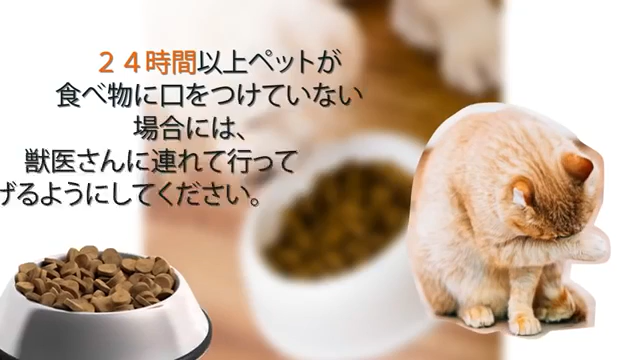 ２４時間以上ペットが
食べ物に口をつけていない
場合には、
獣医さんに連れて行って
げるようにしてください。